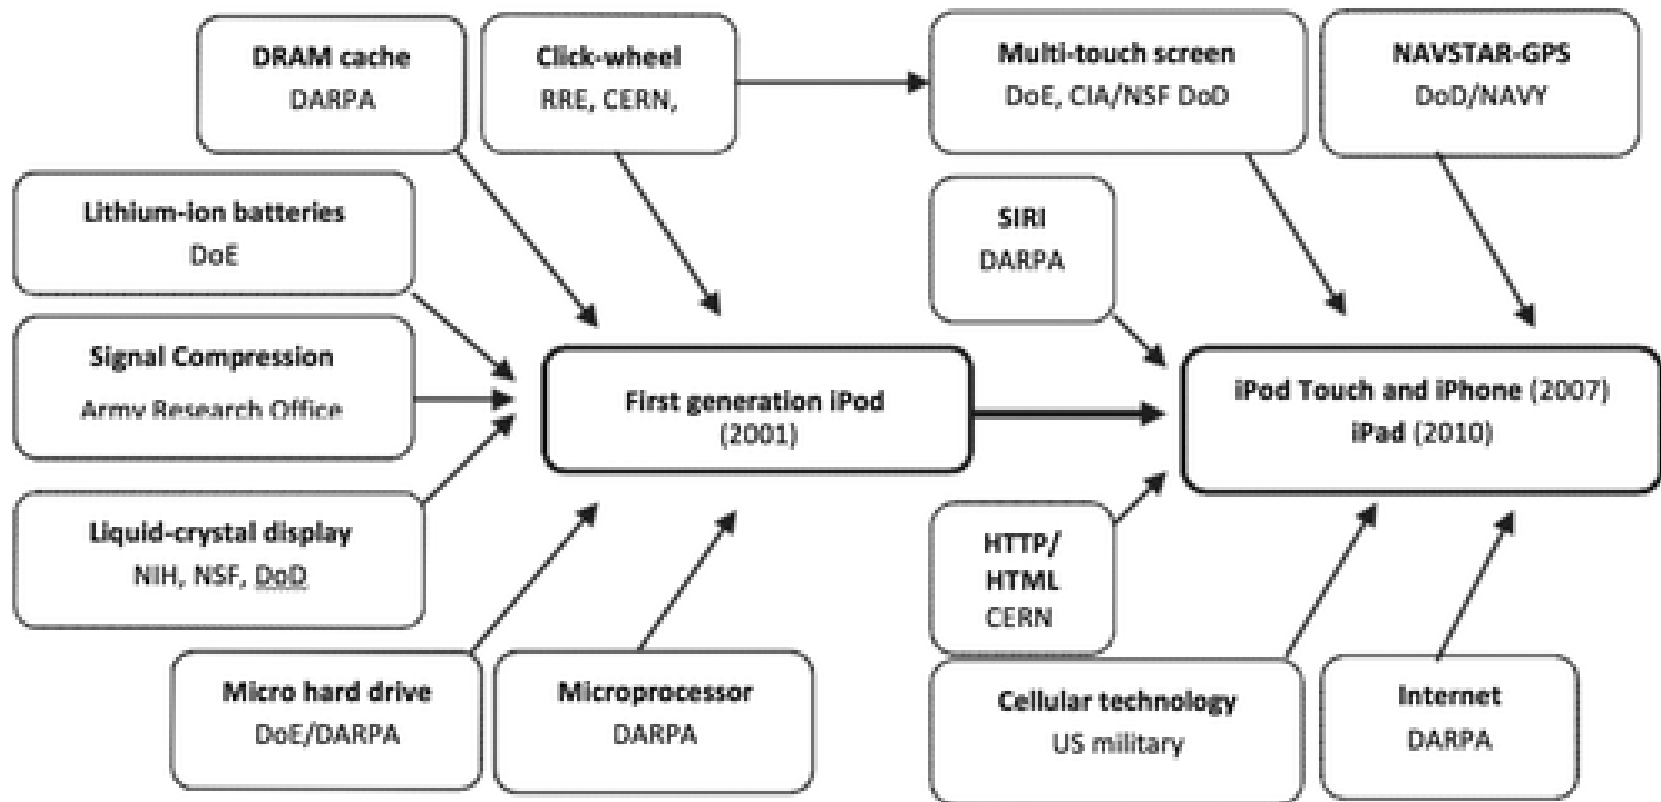 DRAM cache
DARPA
Click-wheel
RRE, CERN,
Multi-touch screen
DoE, CIA/NSF DoD
NAVSTAR-GPS
DoD/NAVY
Lithium-ion batteries
DoE
SIRI
DARPA
Signal Compression
Army Research Office
First generation iPod
(2001)
iPod Touch and iPhone (2007)
iPad (2010)
Liquid-crystal display
NIH, NSF, DoD
HTTP/
HTML
CERN
Micro hard drive
DoE/DARPA
Microprocessor
DARPA
Cellular technology
US military
Internet
DARPA